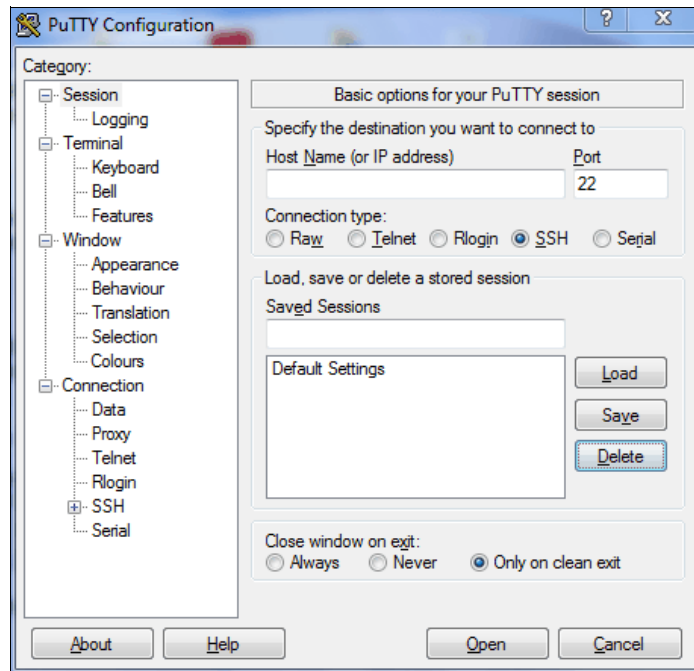 PuTTY Configuration
Category:
Session
Logging
Terminal
Keyboard
Bell
Features
Window
Appearance
Behaviour
Translation
Selection
Colours
Connection
Data
Proxy
Telnet
Rlogin
SSH
Serial
Basic options for your PuTTY session
Specify the destination you want to connect to
Host Name (or IP address) Port
22
Connection type:
Raw Telnet Rlogin SSH Serial
Load, save or delete a stored session
Saved Sessions
Default Settings
Load
Save
Delete
Close window on exit:
Always Never Only on clean exit
About Help Open Cancel